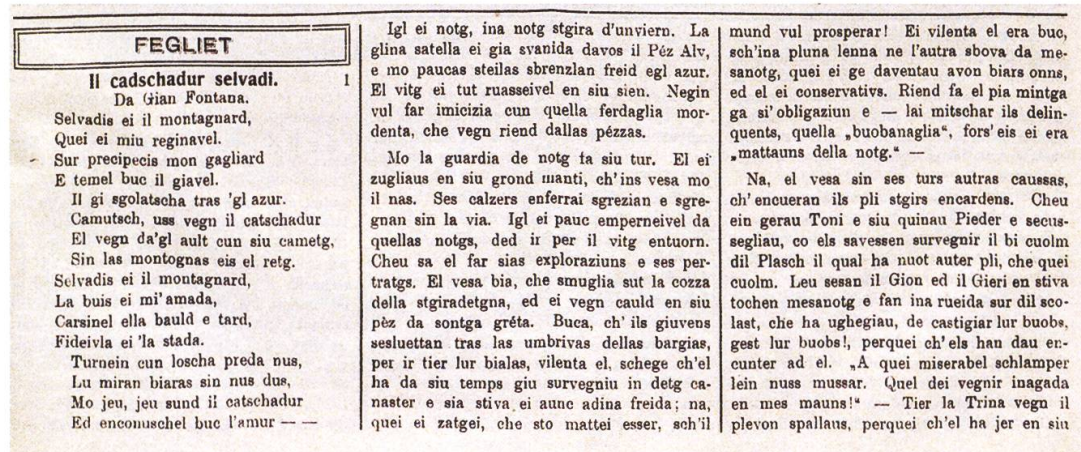 FEGLIET
Il cadschadur selvadi. 1
Da Gian Fontana.
Selvadis ei il montagnard,
Quei ei miu reginavel.
Sur precipecis mon gagliard
E temel buc il giavel.
Il gi sgolatscha tras 'gl azur.
Camutsch, uss vegn il catschadur
El vegn da'gl ault cun siu cametg,
Sin las montognas eis el retg.
Selvadis ei il montagnard,
La buis ei mi'amada,
Carsinel ella bauld e tard,
Fideivla ei 'la stada.
Turnein cun loscha preda nus,
Lu miran biaras sin nus dus,
Mo jeu, jeu sund il catschadur
Ed enconuschel buc l'amur — —
Igl ei notg, ina notg stgira d'unviern. La
glina satella ei gia svanida davos il Péz Alv,
e mo paucas steilas sbrenzlan freid egl azur.
El vitg ei tut ruasseivel en siu sien. Negin
vul far imicizia cun quella ferdaglia mor-
denta, che vegn riend dallas pézzas.
Mo la guardia de notg fa siu tur. El ei
zugliaus en siu grond manti, ch'ins vesa mo
il nas. Ses calzers enferrai sgrezian e sgre-
gnan sin la via. Igl ei pauc emperneivel da
quellas notgs, ded ir per il vitg entuorn.
Cheu sa el far sias exploraziuns e ses per-
tratgs. El vesa bia, che smuglia sut la cozza
della stgiradetgna, ed ei vegn cauld en siu
pèz da sontga gréta. Buca, ch' ils giuvens
sesluettan tras las umbrivas dellas bargias,
per ir tier lur bialas, vilenta el, schege ch'el
ha da siu temps giu survegniu in detg ca-
naster e sia stiva ei aunc adina freida; na,
quei ei zatgei, che sto mattei esser, sch'il
mund vul prosperar! Ei vilenta el era buc,
sch'ina pluna lenna ne l'autra sbova da me-
sanotg, quei ei ge daventau avon biars onns,
ed el ei conservativs. Riend fa el pia mintga
ga si' obligaziun e — lai mitschar ils delin-
quents, quella „buobanaglia“, fors' eis ei era
„mattauns della notg.“ —
Na, el vesa sin ses turs autras caussas,
ch' encueran ils pli stgirs encardens. Cheu
ein gerau Toni e siu quinau Pieder e secus-
segliau, co els savessen survegnir il bi cuolm
dil Plasch il qual ha nuot auter pli, che quei
cuolm. Leu sesan il Gion ed il Gieri en stiva
tochen mesanotg e fan ina rueida sur dil sco-
last, che ha ughegiau, de castigiar lur buobs,
gest lur buobs!, perquei ch'els han dau en-
cunter ad el. „A quei miserabel schlamper
lein nuss mussar. Quel dei vegnir inagada
en mes mauns!“ — Tier la Trina vegn il
plevon spallaus, perquei ch'el ha jer en siu